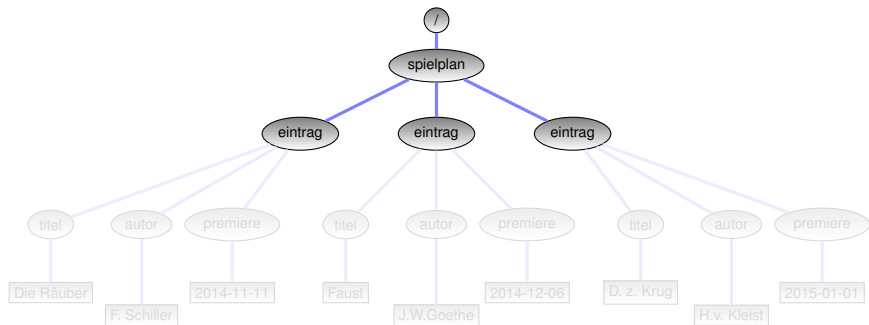 /
spielplan
eintrag eintrag eintrag
titel autor premiere titel autor premiere titel autor premiere
Die Räuber 2014-11-11 Faust 2014-12-06 D. z. Krug 2015-01-01
F. Schiller J.W.Goethe H.v. Kleist